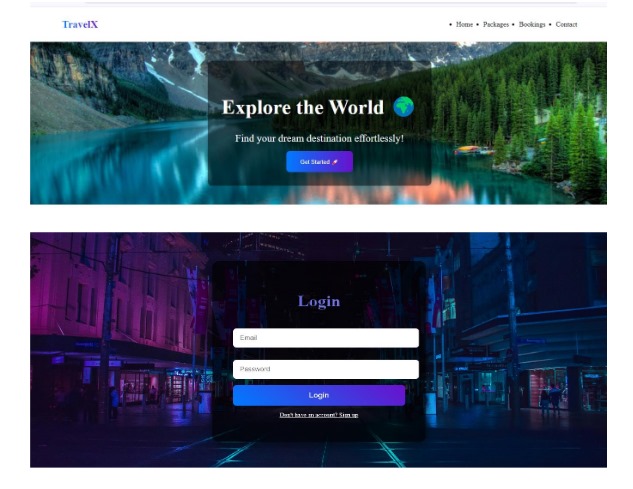 TravelX
• Home • Packages • Bookings • Contact
Explore the World 🌍
Find your dream destination effortlessly!
Get Started 🚀
Login
Email
Password
Login
Don't have an account? Sign up